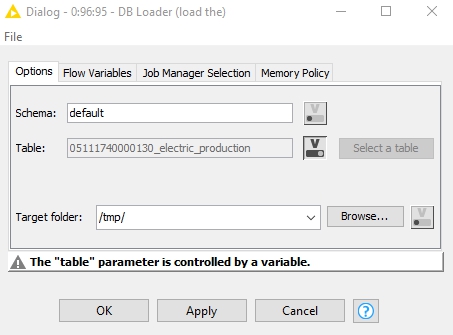 Dialog - 0:96:95 - DB Loader (load the)
File
Options Flow Variables Job Manager Selection Memory Policy
Schema: default
Table: 05111740000130_electric_production Select a table
Target folder: /tmp/ Browse...
The "table" parameter is controlled by a variable.
OK Apply Cancel ?